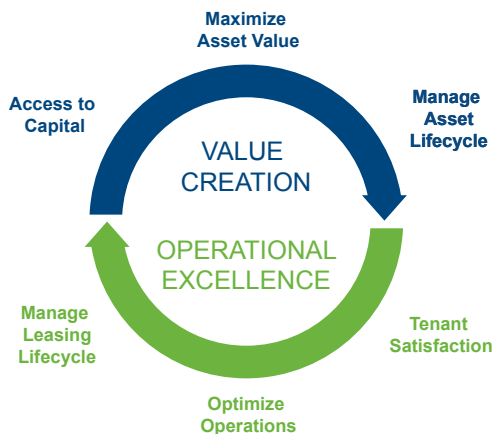 Maximize
Asset Value
Access to
Capital
Manage
Asset
Lifecycle
VALUE
CREATION
OPERATIONAL
EXCELLENCE
Manage
Leasing
Lifecycle
Tenant
Satisfaction
Optimize
Operations